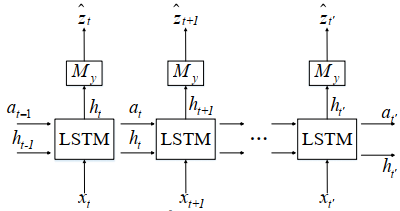 ẑ_t ẑ_{t+1} ẑ_{t'}
M_y M_y M_y
a_{t-1} h_t a_t h_{t+1} h_{t'} a_{t'}
h_{t-1} LSTM h_t LSTM ... LSTM h_{t'}
x_t x_{t+1} x_{t'}